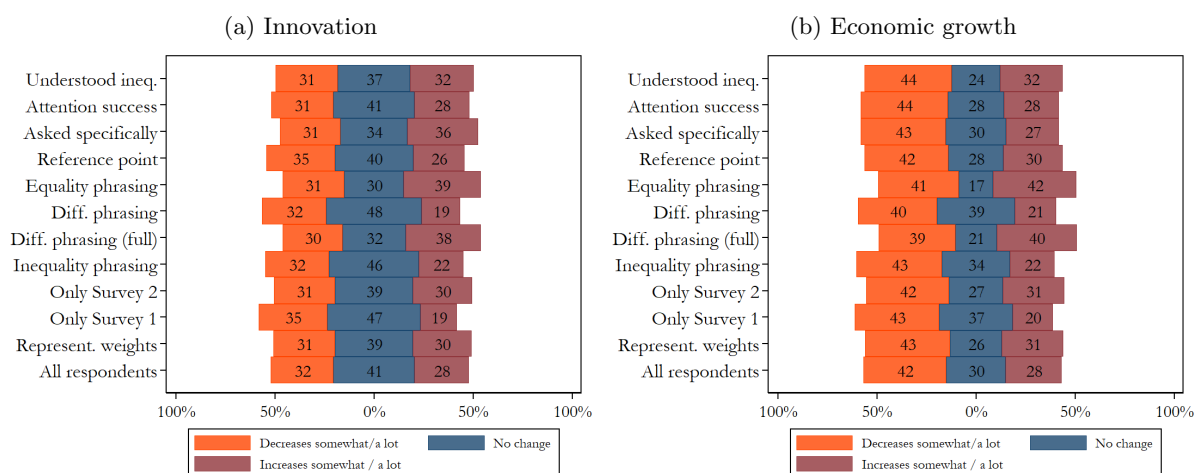 (a) Innovation
Understood ineq. 31 37 32
Attention success 31 41 28
Asked specifically 31 34 36
Reference point 35 40 26
Equality phrasing 31 30 39
Diff. phrasing 32 48 19
Diff. phrasing (full) 30 32 38
Inequality phrasing 32 46 22
Only Survey 2 31 39 30
Only Survey 1 35 47 19
Represent. weights 31 39 30
All respondents 32 41 28
100% 50% 0% 50% 100%
Decreases somewhat/a lot No change
Increases somewhat / a lot
(b) Economic growth
Understood ineq. 44 24 32
Attention success 44 28 28
Asked specifically 43 30 27
Reference point 42 28 30
Equality phrasing 41 17 42
Diff. phrasing 40 39 21
Diff. phrasing (full) 39 21 40
Inequality phrasing 43 34 22
Only Survey 2 42 27 31
Only Survey 1 43 37 20
Represent. weights 43 26 31
All respondents 42 30 28
100% 50% 0% 50% 100%
Decreases somewhat/a lot No change
Increases somewhat / a lot